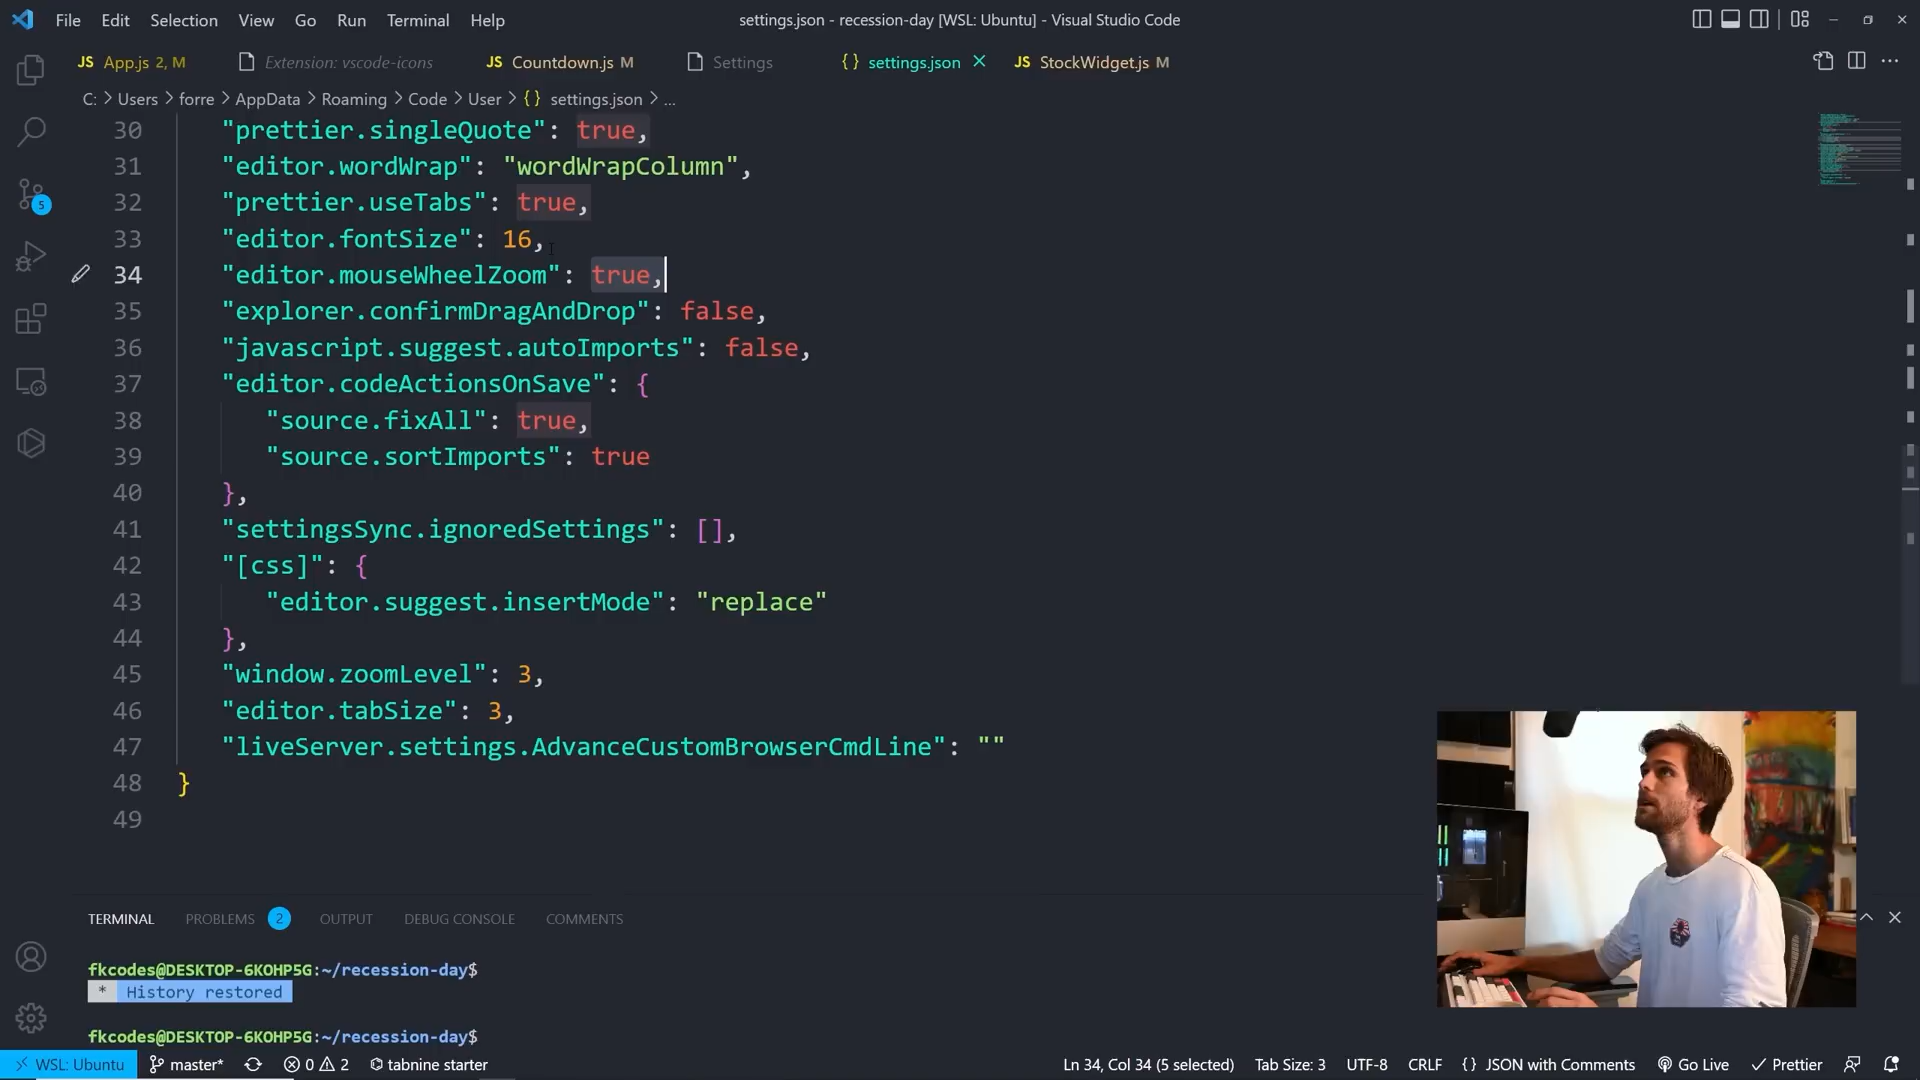 File Edit Selection View Go Run Terminal Help
settings.json - recession-day [WSL: Ubuntu] - Visual Studio Code
JS App.js 2, M Extension: vscode-icons JS Countdown.js M Settings {} settings.json JS StockWidget.js M
C: > Users > forre > AppData > Roaming > Code > User > {} settings.json > ...
30 "prettier.singleQuote": true,
31 "editor.wordWrap": "wordWrapColumn",
32 "prettier.useTabs": true,
33 "editor.fontSize": 16,
34 "editor.mouseWheelZoom": true,
35 "explorer.confirmDragAndDrop": false,
36 "javascript.suggest.autoImports": false,
37 "editor.codeActionsOnSave": {
38 "source.fixAll": true,
39 "source.sortImports": true
40 },
41 "settingsSync.ignoredSettings": [],
42 "[css]": {
43 "editor.suggest.insertMode": "replace"
44 },
45 "window.zoomLevel": 3,
46 "editor.tabSize": 3,
47 "liveServer.settings.AdvanceCustomBrowserCmdLine": ""
48 }
49
5
TERMINAL PROBLEMS 2 OUTPUT DEBUG CONSOLE COMMENTS
fkcodes@DESKTOP-6KOHP5G:~/recession-day$
* History restored
fkcodes@DESKTOP-6KOHP5G:~/recession-day$
WSL: Ubuntu master* 0 2 tabnine starter Ln 34, Col 34 (5 selected) Tab Size: 3 UTF-8 CRLF {} JSON with Comments Go Live Prettier